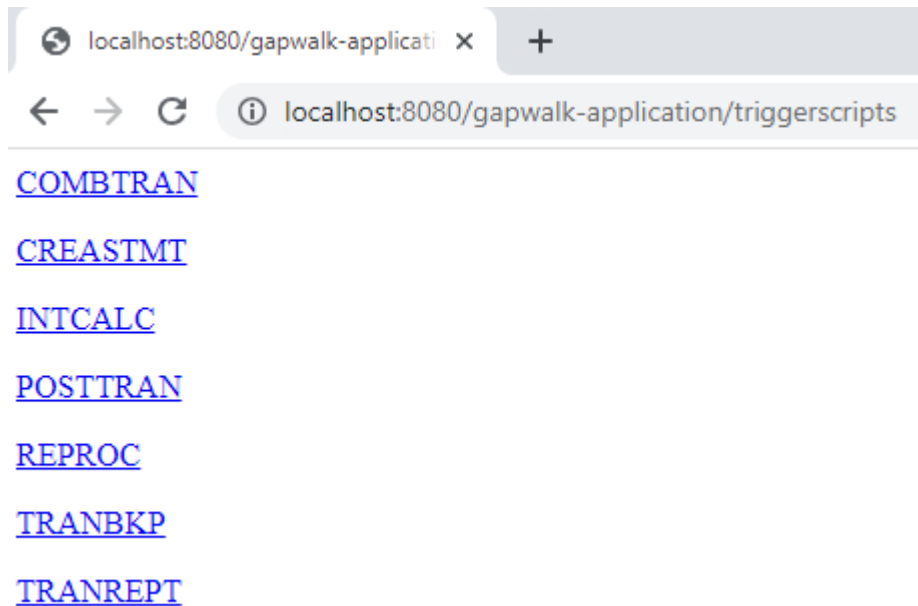 localhost:8080/gapwalk-applicati
localhost:8080/gapwalk-application/triggerscripts
COMBTRAN
CREASTMT
INTCALC
POSTTRAN
REPROC
TRANBKP
TRANREPT